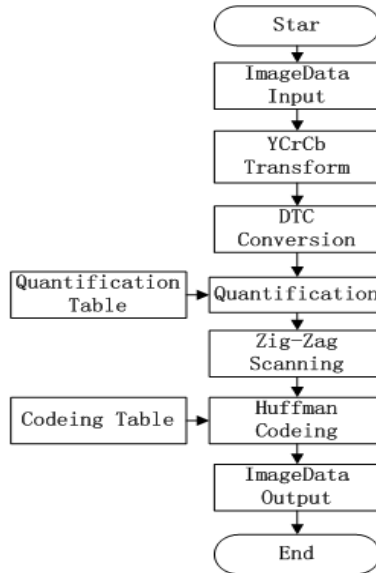 Star
ImageData
Input
YCrCb
Transform
DTC
Conversion
Quantification
Table
Quantification
Zig-Zag
Scanning
Codeing Table
Huffman
Codeing
ImageData
Output
End